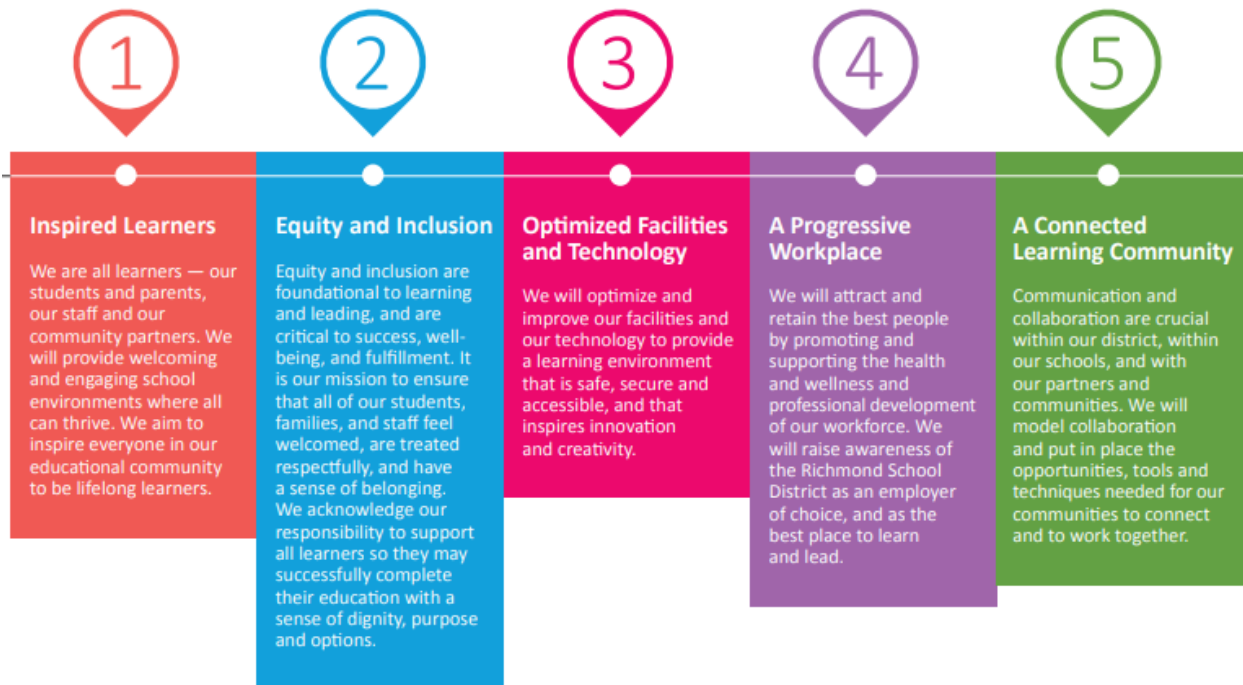 1
2
3
4
5
Inspired Learners
We are all learners — our
students and parents,
our staff and our
community partners. We
will provide welcoming
and engaging school
environments where all
can thrive. We aim to
inspire everyone in our
educational community
to be lifelong learners.
Equity and Inclusion
Equity and inclusion are
foundational to learning
and leading, and are
critical to success, well-
being, and fulfillment. It
is our mission to ensure
that all of our students,
families, and staff feel
welcomed, are treated
respectfully, and have
a sense of belonging.
We acknowledge our
responsibility to support
all learners so they may
successfully complete
their education with a
sense of dignity, purpose
and options.
Optimized Facilities
and Technology
We will optimize and
improve our facilities and
our technology to provide
a learning environment
that is safe, secure and
accessible, and that
inspires innovation
and creativity.
A Progressive
Workplace
We will attract and
retain the best people
by promoting and
supporting the health
and wellness and
professional development
of our workforce. We
will raise awareness of
the Richmond School
District as an employer
of choice, and as the
best place to learn
and lead.
A Connected
Learning Community
Communication and
collaboration are crucial
within our district, within
our schools, and with
our partners and
communities. We will
model collaboration
and put in place the
opportunities, tools and
techniques needed for our
communities to connect
and to work together.